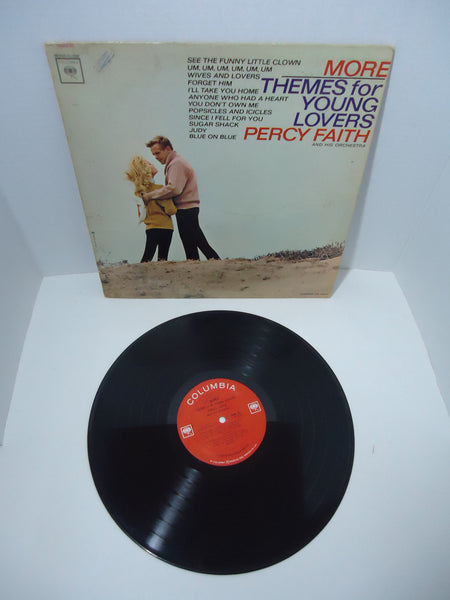 SEE THE FUNNY LITTLE CLOWN
UM, UM, UM, UM, UM, UM
WIVES AND LOVERS
FORGET HIM
I'LL TAKE YOU HOME
ANYONE WHO HAD A HEART
YOU DON'T OWN ME
POPSICLES AND ICICLES
SINCE I FELL FOR YOU
SUGAR SHACK
JUDY
BLUE ON BLUE
MORE
THEMES for
YOUNG
LOVERS
PERCY FAITH
AND HIS ORCHESTRA
COLUMBIA